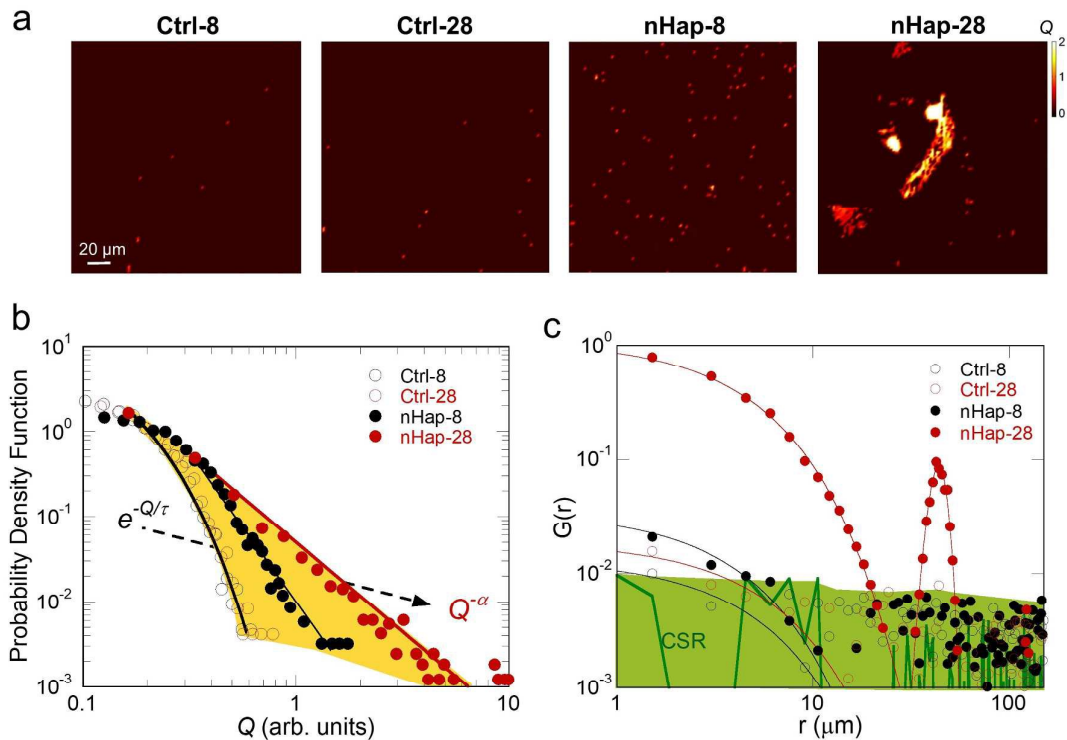 a
Ctrl-8
Ctrl-28
nHap-8
nHap-28
Q
2
1
0
20 μm
b
Probability Density Function
10¹
10⁰
10⁻¹
10⁻²
10⁻³
Ctrl-8
Ctrl-28
nHap-8
nHap-28
e^-Q/τ
Q^-α
0.1
1
10
Q (arb. units)
c
G(r)
10⁰
10⁻¹
10⁻²
10⁻³
Ctrl-8
Ctrl-28
nHap-8
nHap-28
CSR
1
10
100
r (μm)